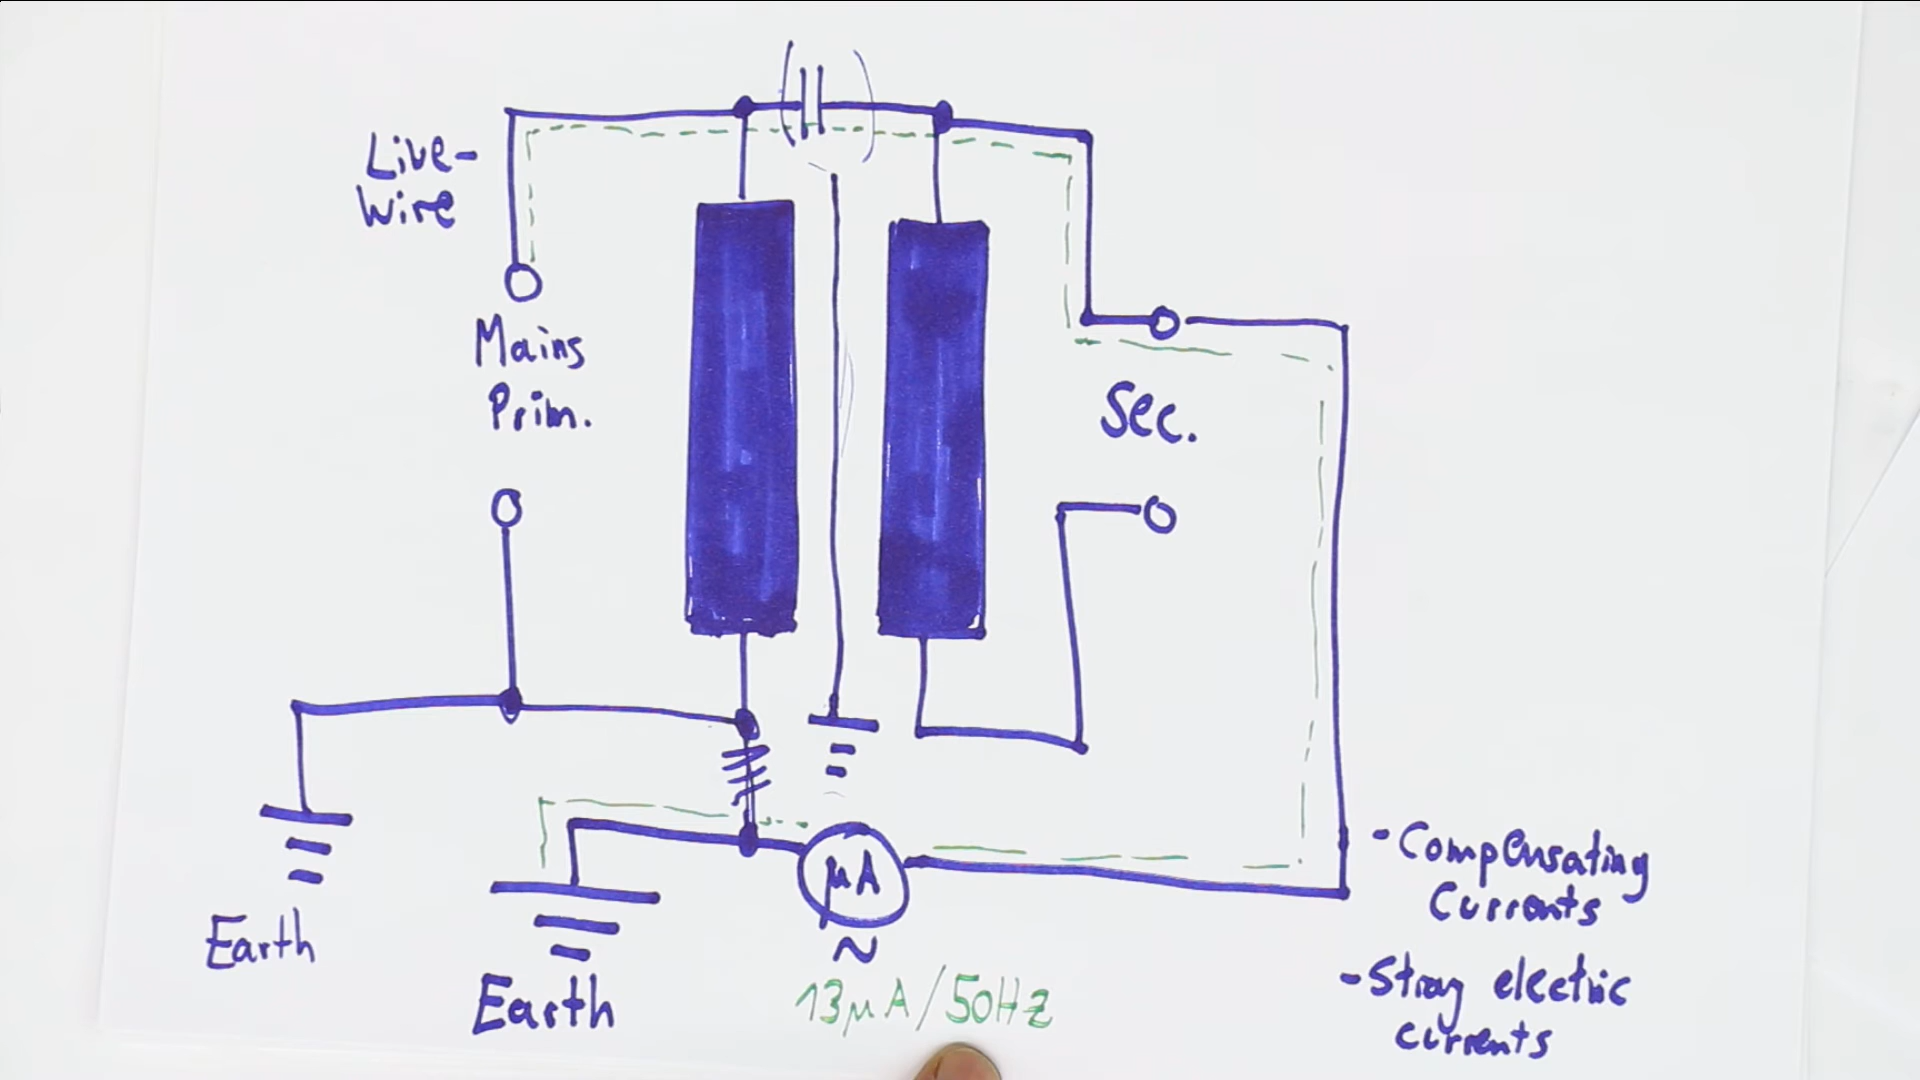 Live-
Wire
Mains
Prim.
Sec.
Earth
Earth
μA
~
13μA/50Hz
- Compensating
Currents
- Stray electric
currents